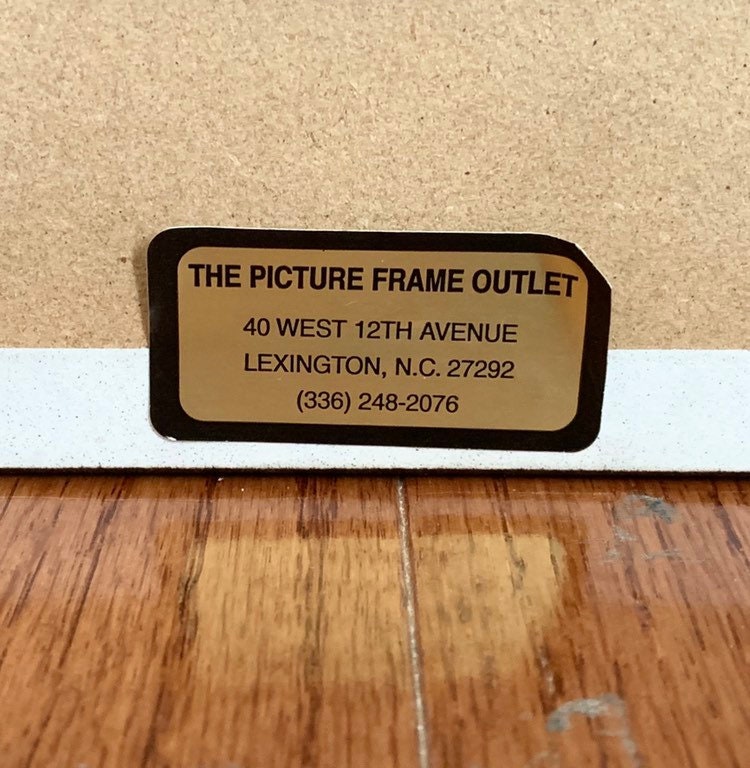 THE PICTURE FRAME OUTLET
40 WEST 12TH AVENUE
LEXINGTON, N.C. 27292
(336) 248-2076